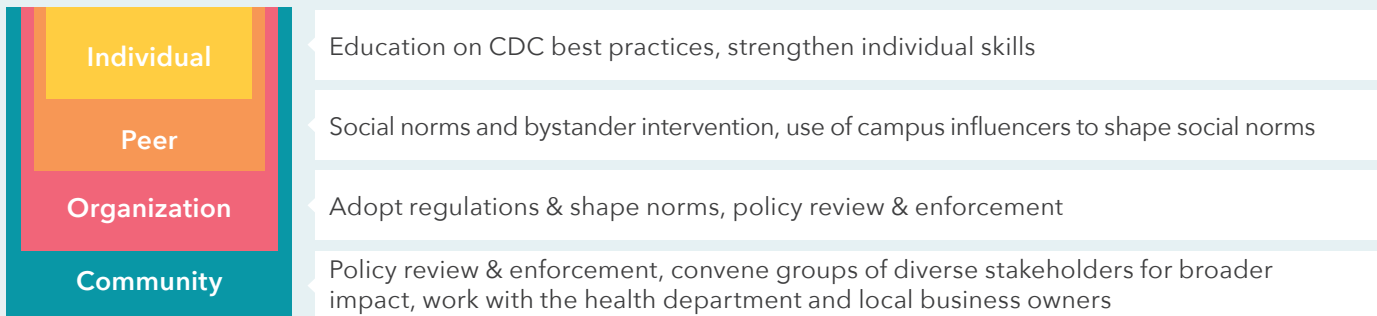 Individual
Education on CDC best practices, strengthen individual skills
Peer
Social norms and bystander intervention, use of campus influencers to shape social norms
Organization
Adopt regulations & shape norms, policy review & enforcement
Community
Policy review & enforcement, convene groups of diverse stakeholders for broader
impact, work with the health department and local business owners